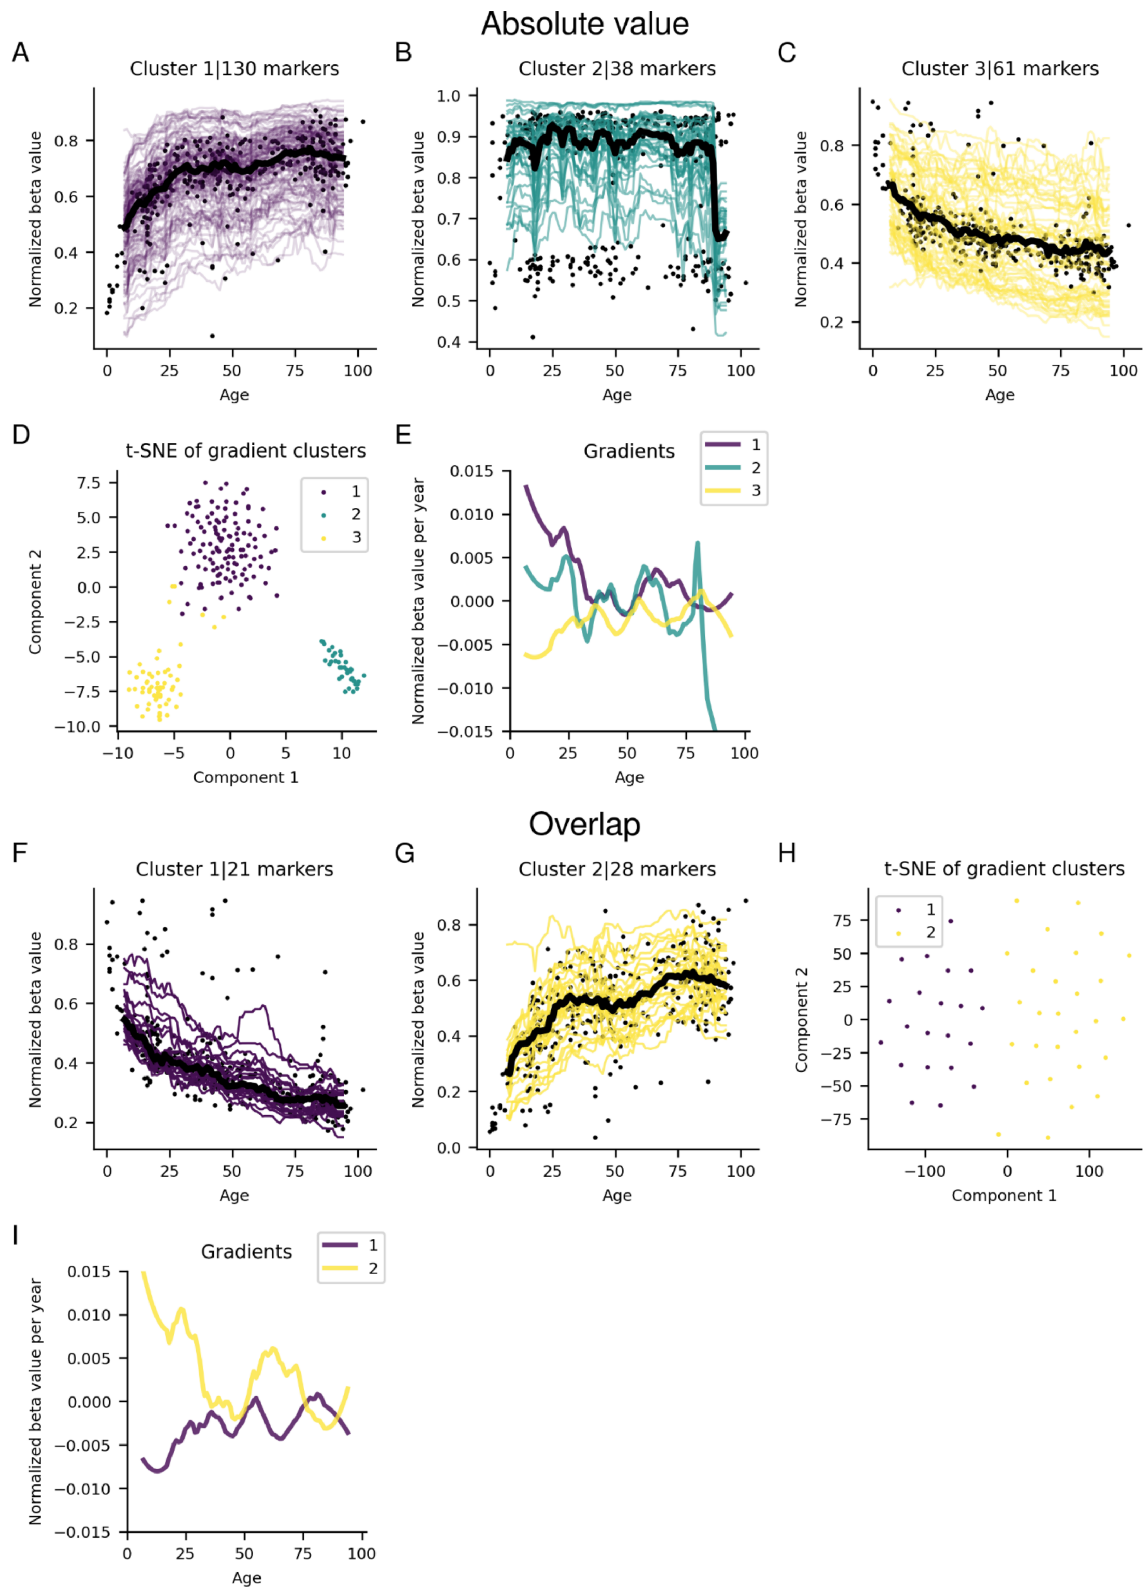 Absolute value
A
Cluster 1|130 markers
Normalized beta value
0.8
0.6
0.4
0.2
0 25 50 75 100
Age
B
Cluster 2|38 markers
Normalized beta value
1.0
0.9
0.8
0.7
0.6
0.5
0.4
0 25 50 75 100
Age
C
Cluster 3|61 markers
Normalized beta value
0.8
0.6
0.4
0.2
0 25 50 75 100
Age
D
t-SNE of gradient clusters
1
2
3
Component 2
7.5
5.0
2.5
0.0
−2.5
−5.0
−7.5
−10.0
−10 −5 0 5 10
Component 1
E
Gradients
1
2
3
Normalized beta value per year
0.015
0.010
0.005
0.000
−0.005
−0.010
−0.015
0 25 50 75 100
Age
Overlap
F
Cluster 1|21 markers
Normalized beta value
0.8
0.6
0.4
0.2
0 25 50 75 100
Age
G
Cluster 2|28 markers
Normalized beta value
0.8
0.6
0.4
0.2
0.0
0 25 50 75 100
Age
H
t-SNE of gradient clusters
1
2
Component 2
75
50
25
0
−25
−50
−75
−100 0 100
Component 1
I
Gradients
1
2
Normalized beta value per year
0.015
0.010
0.005
0.000
−0.005
−0.010
−0.015
0 25 50 75 100
Age